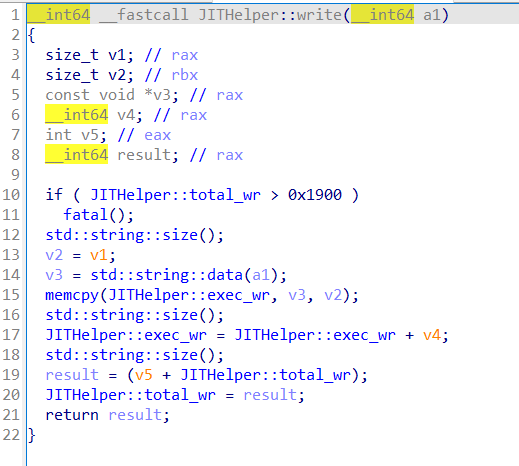 1 __int64 __fastcall JITHelper::write(__int64 a1)
2 {
3 size_t v1; // rax
4 size_t v2; // rbx
5 const void *v3; // rax
6 __int64 v4; // rax
7 int v5; // eax
8 __int64 result; // rax
9
10 if ( JITHelper::total_wr > 0x1900 )
11 fatal();
12 std::string::size();
13 v2 = v1;
14 v3 = std::string::data(a1);
15 memcpy(JITHelper::exec_wr, v3, v2);
16 std::string::size();
17 JITHelper::exec_wr = JITHelper::exec_wr + v4;
18 std::string::size();
19 result = (v5 + JITHelper::total_wr);
20 JITHelper::total_wr = result;
21 return result;
22 }